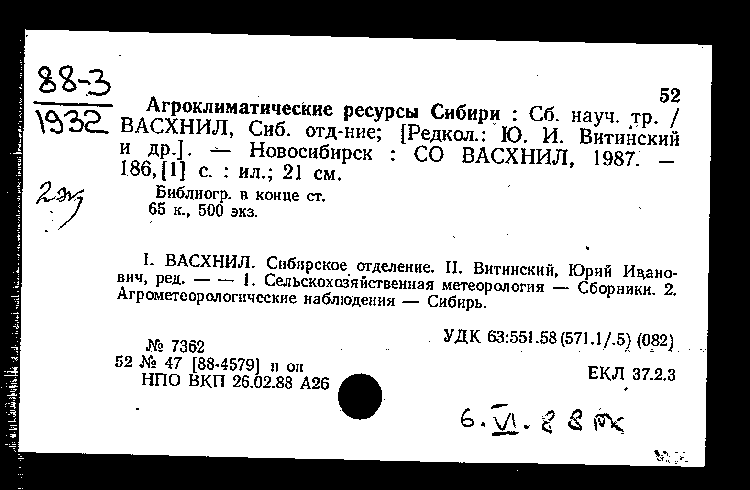 88-3
1932
2 экз
52
Агроклиматические ресурсы Сибири : Сб. науч. тр. /
ВАСХНИЛ, Сиб. отд-ние; [Редкол.: Ю. И. Витинский
и др.]. — Новосибирск : СО ВАСХНИЛ, 1987. —
186,[1] с. : ил.; 21 см.
Библиогр. в конце ст.
65 к., 500 экз.
I. ВАСХНИЛ. Сибирское отделение. II. Витинский, Юрий Ивано-
вич, ред. — — 1. Сельскохозяйственная метеорология — Сборники. 2.
Агрометеорологические наблюдения — Сибирь.
УДК 63:551.58(571.1/.5) (082)
№ 7362
52 № 47 [88-4579] п оп
НПО ВКП 26.02.88 А26
ЕКЛ 37.2.3
6.VI.88